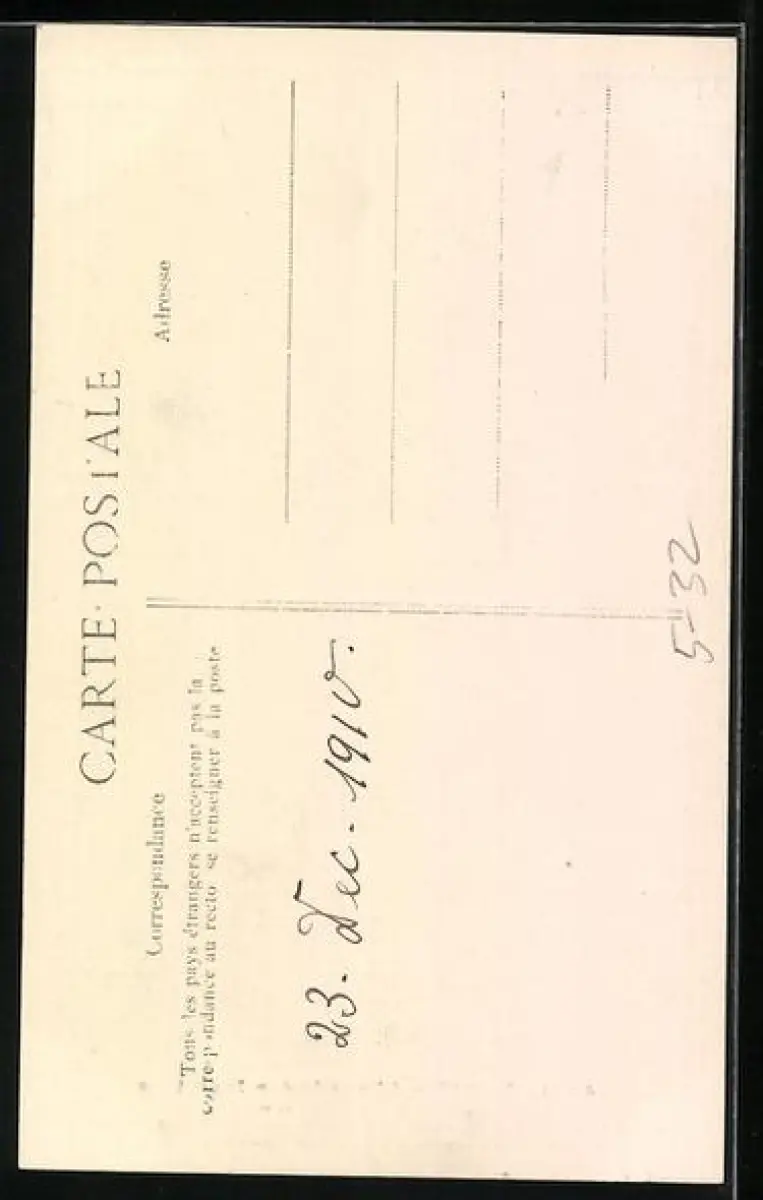 CARTE POSTALE
Correspondance
Tous les pays étrangers n'acceptent pas la
correspondance au recto. se renseigner à la poste
Adresse
23. Dec. 1910.
5-32